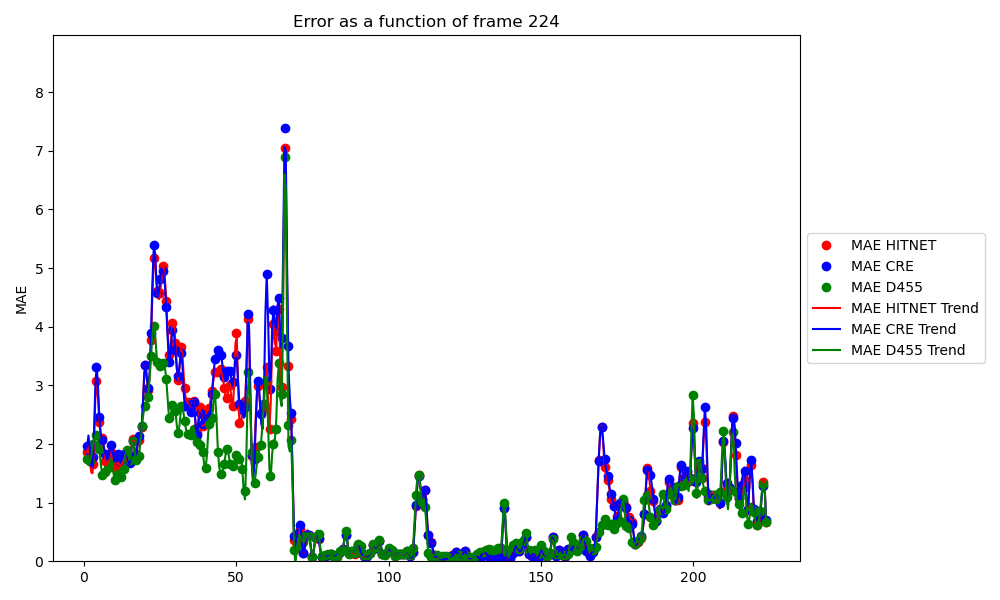 Error as a function of frame 224
MAE
8
7
6
5
4
3
2
1
0
0 50 100 150 200
MAE HITNET
MAE CRE
MAE D455
MAE HITNET Trend
MAE CRE Trend
MAE D455 Trend